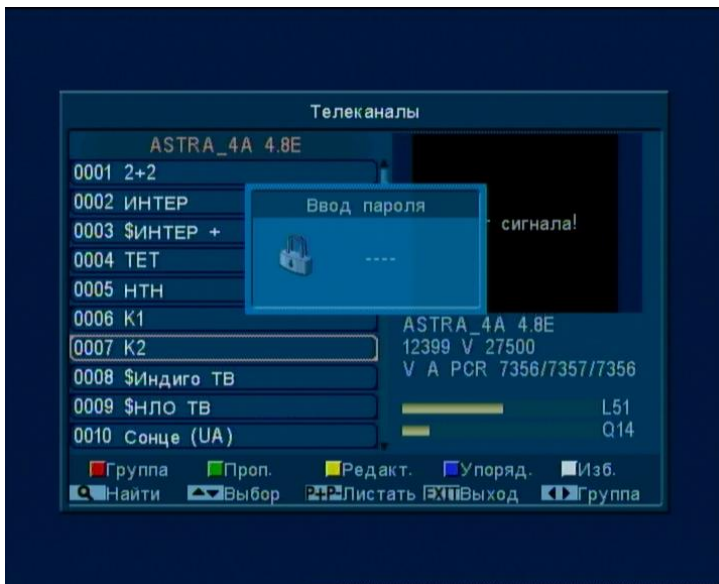 Телеканалы
ASTRA_4A 4.8E
0001 2+2
0002 ИНТЕР
0003 $ИНТЕР +
0004 ТЕТ
0005 НТН
0006 К1
0007 К2
0008 $Индиго ТВ
0009 $НЛО ТВ
0010 Сонце (UA)
Ввод пароля
----
сигнала!
ASTRA_4A 4.8E
12399 V 27500
V A PCR 7356/7357/7356
L51
Q14
Группа Проп. Редакт. Упоряд. Изб.
Найти Выбор P+P- Листать EXIT Выход Группа